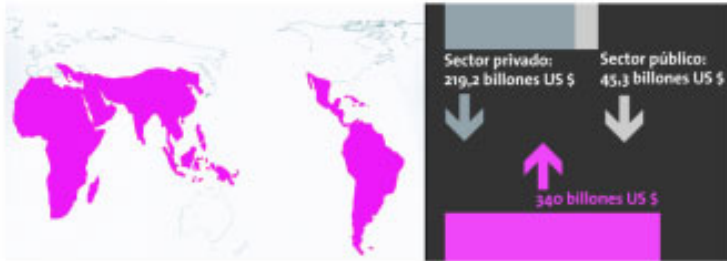 Sector privado:
219,2 billones US $
Sector público:
45,3 billones US $
340 billones US $